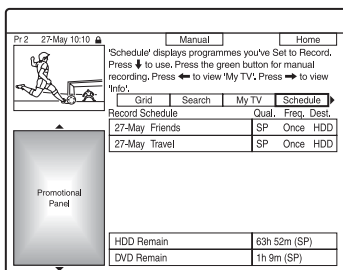 Pr 2 27-May 10:10
Manual
Home
'Schedule' displays programmes you've Set to Record.
Press to use. Press the green button for manual
recording. Press to view 'My TV'. Press to view
'Info'.
Grid Search My TV Schedule
Record Schedule Qual. Freq. Dest.
27-May Friends SP Once HDD
27-May Travel SP Once HDD
Promotional
Panel
HDD Remain 63h 52m (SP)
DVD Remain 1h 9m (SP)